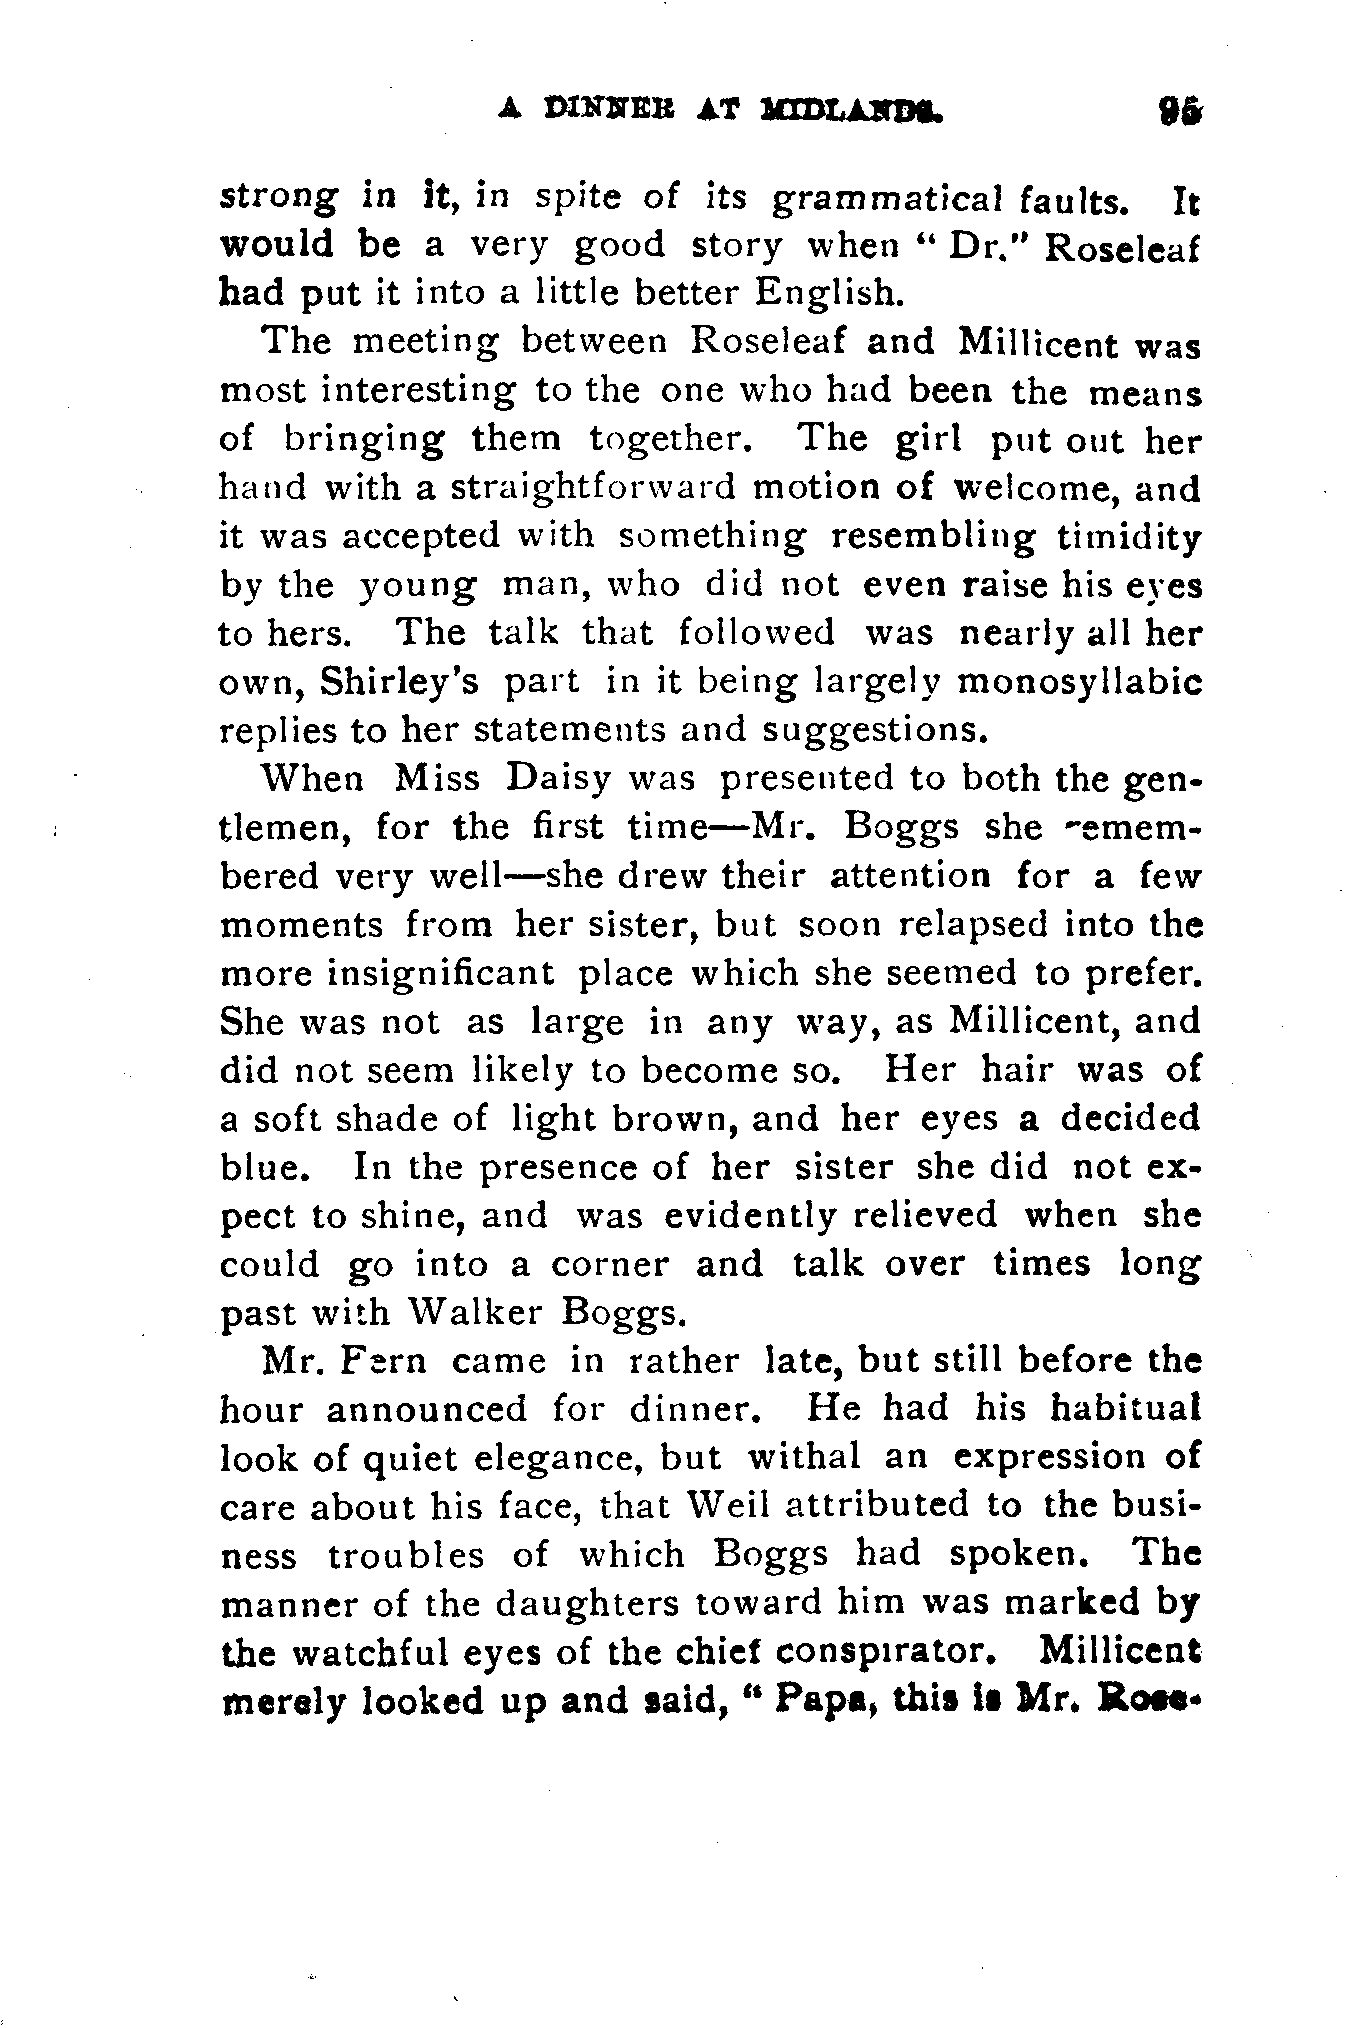 A DINNER AT MIDLANDS. 95
strong in it, in spite of its grammatical faults. It
would be a very good story when “ Dr.” Roseleaf
had put it into a little better English.
The meeting between Roseleaf and Millicent was
most interesting to the one who had been the means
of bringing them together. The girl put out her
hand with a straightforward motion of welcome, and
it was accepted with something resembling timidity
by the young man, who did not even raise his eyes
to hers. The talk that followed was nearly all her
own, Shirley's part in it being largely monosyllabic
replies to her statements and suggestions.
When Miss Daisy was presented to both the gen-
tlemen, for the first time—Mr. Boggs she remem-
bered very well—she drew their attention for a few
moments from her sister, but soon relapsed into the
more insignificant place which she seemed to prefer.
She was not as large in any way, as Millicent, and
did not seem likely to become so. Her hair was of
a soft shade of light brown, and her eyes a decided
blue. In the presence of her sister she did not ex-
pect to shine, and was evidently relieved when she
could go into a corner and talk over times long
past with Walker Boggs.
Mr. Fern came in rather late, but still before the
hour announced for dinner. He had his habitual
look of quiet elegance, but withal an expression of
care about his face, that Weil attributed to the busi-
ness troubles of which Boggs had spoken. The
manner of the daughters toward him was marked by
the watchful eyes of the chief conspirator. Millicent
merely looked up and said, “ Papa, this is Mr. Rose-